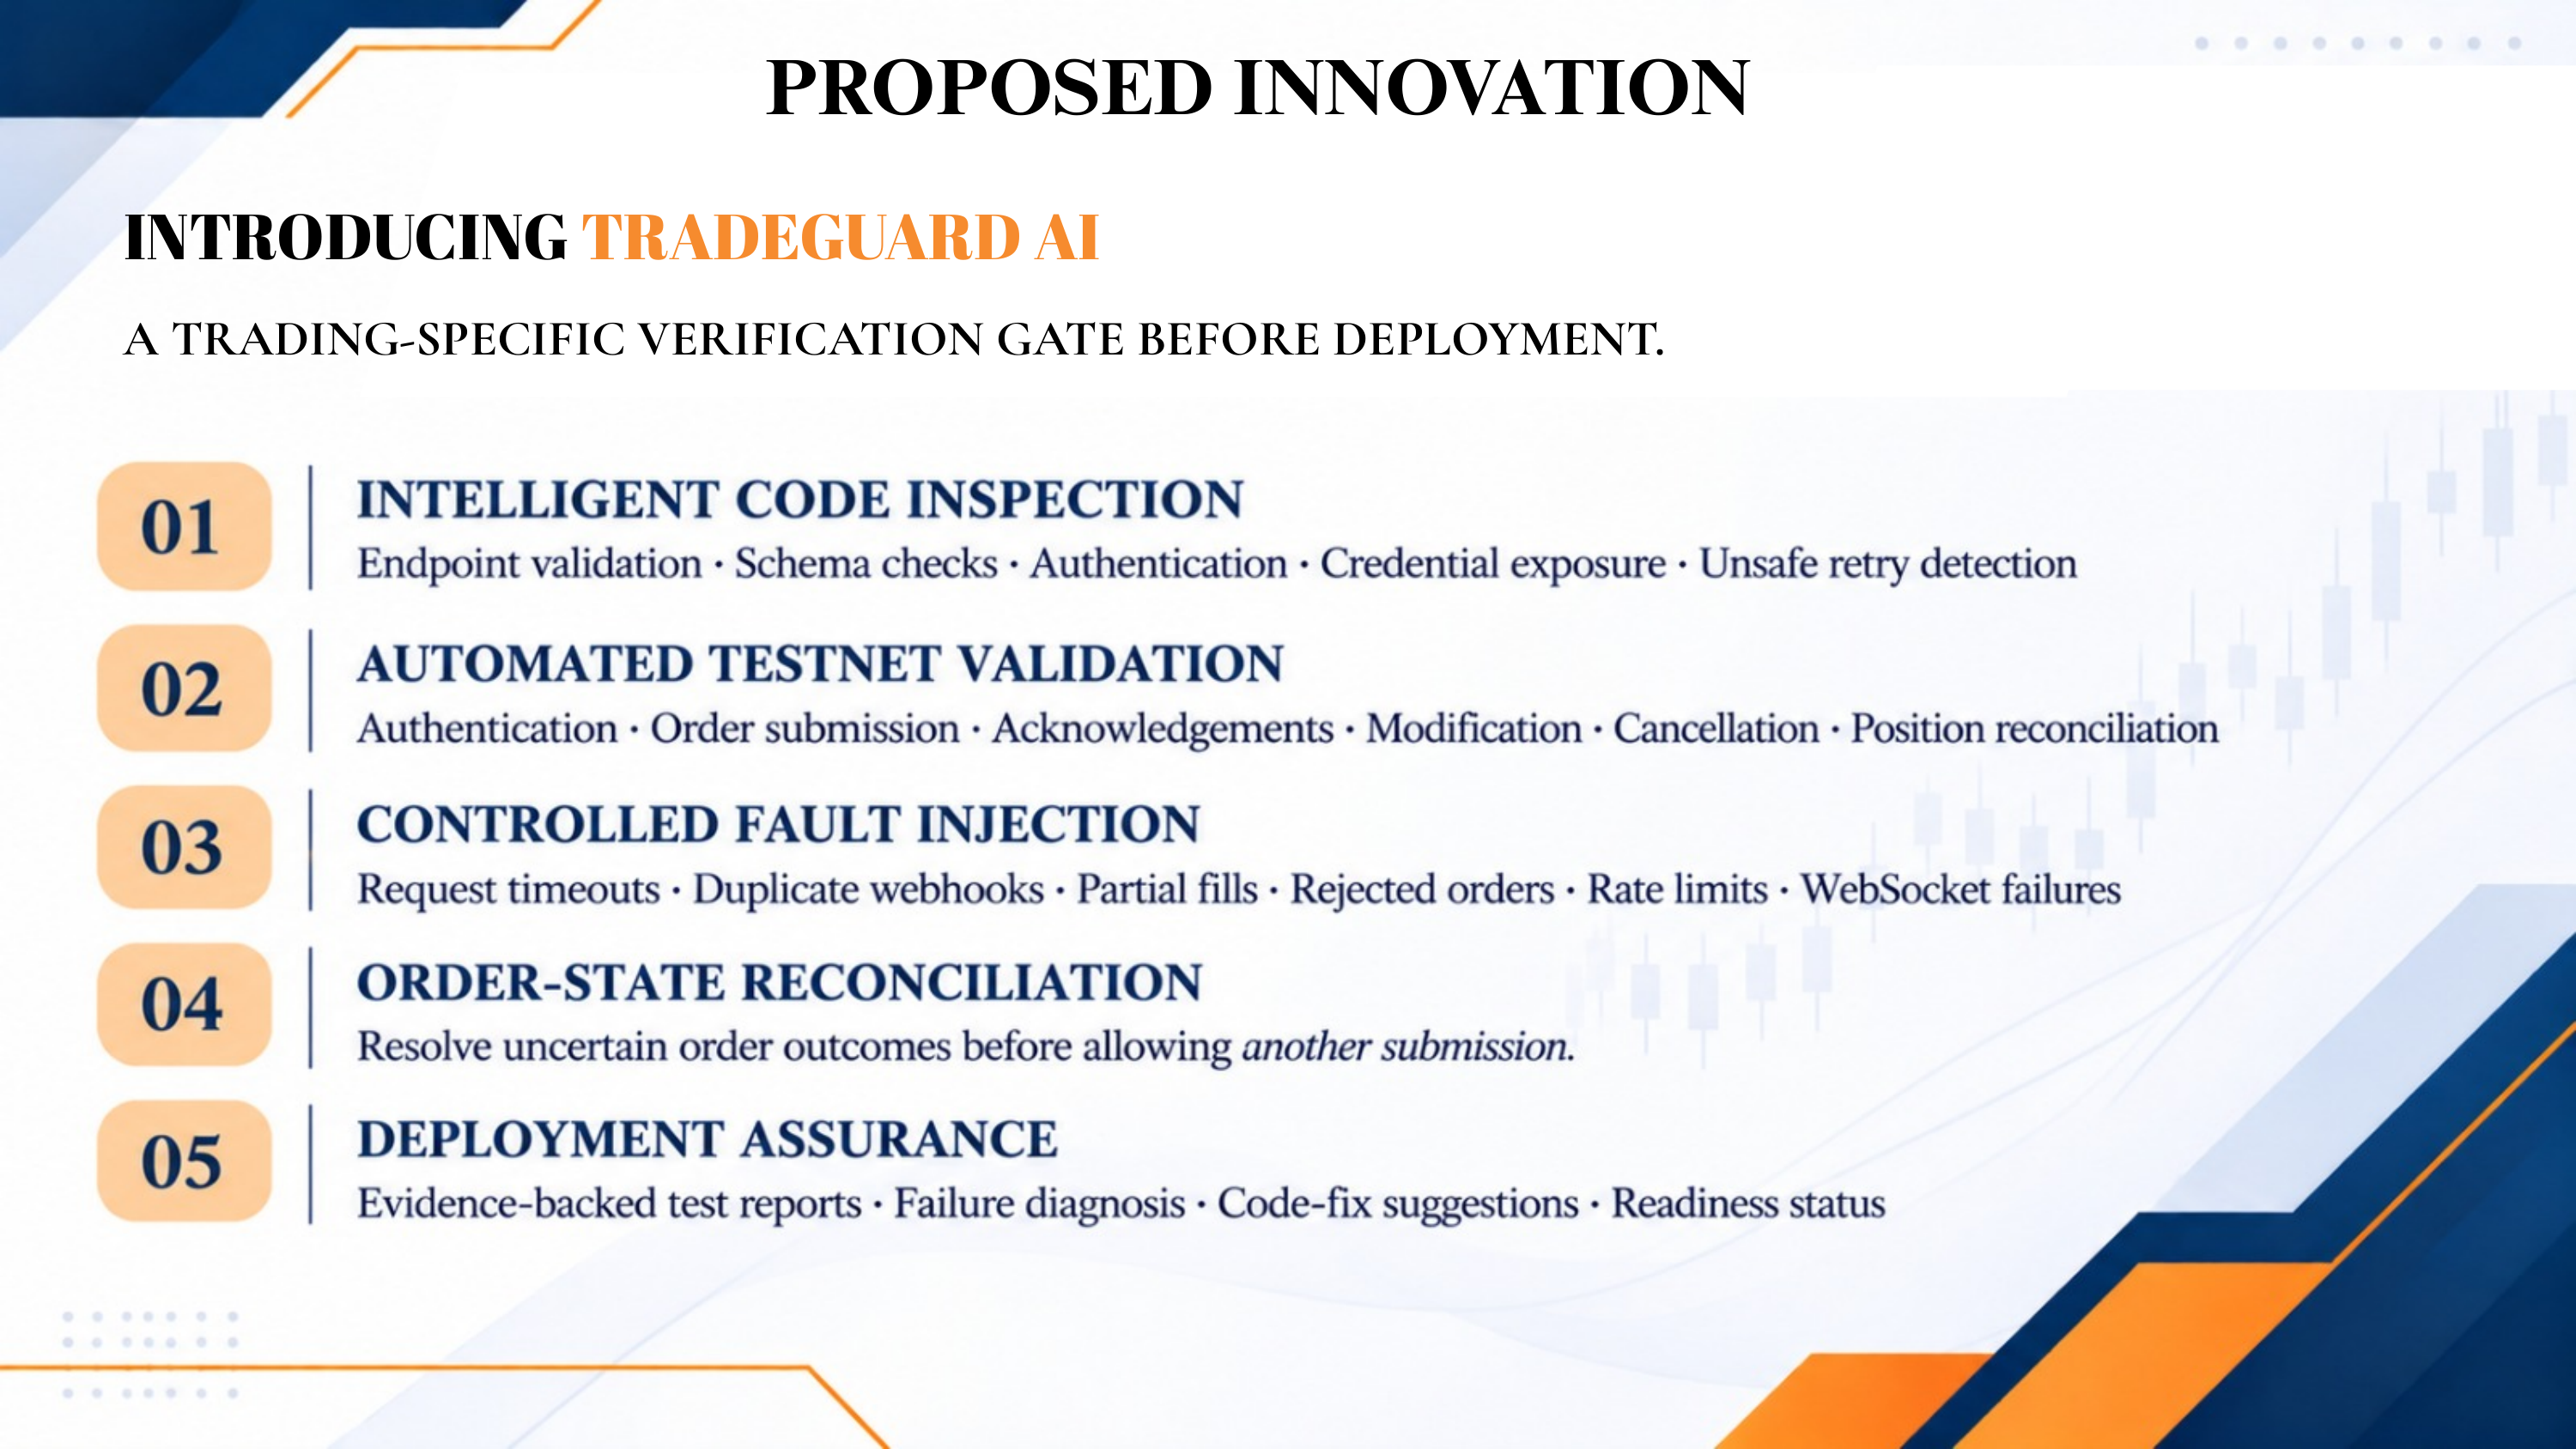 PROPOSED INNOVATION
INTRODUCING TRADEGUARD AI
A TRADING-SPECIFIC VERIFICATION GATE BEFORE DEPLOYMENT.
01
INTELLIGENT CODE INSPECTION
Endpoint validation · Schema checks · Authentication · Credential exposure · Unsafe retry detection
02
AUTOMATED TESTNET VALIDATION
Authentication · Order submission · Acknowledgements · Modification · Cancellation · Position reconciliation
03
CONTROLLED FAULT INJECTION
Request timeouts · Duplicate webhooks · Partial fills · Rejected orders · Rate limits · WebSocket failures
04
ORDER-STATE RECONCILIATION
Resolve uncertain order outcomes before allowing another submission.
05
DEPLOYMENT ASSURANCE
Evidence-backed test reports · Failure diagnosis · Code-fix suggestions · Readiness status